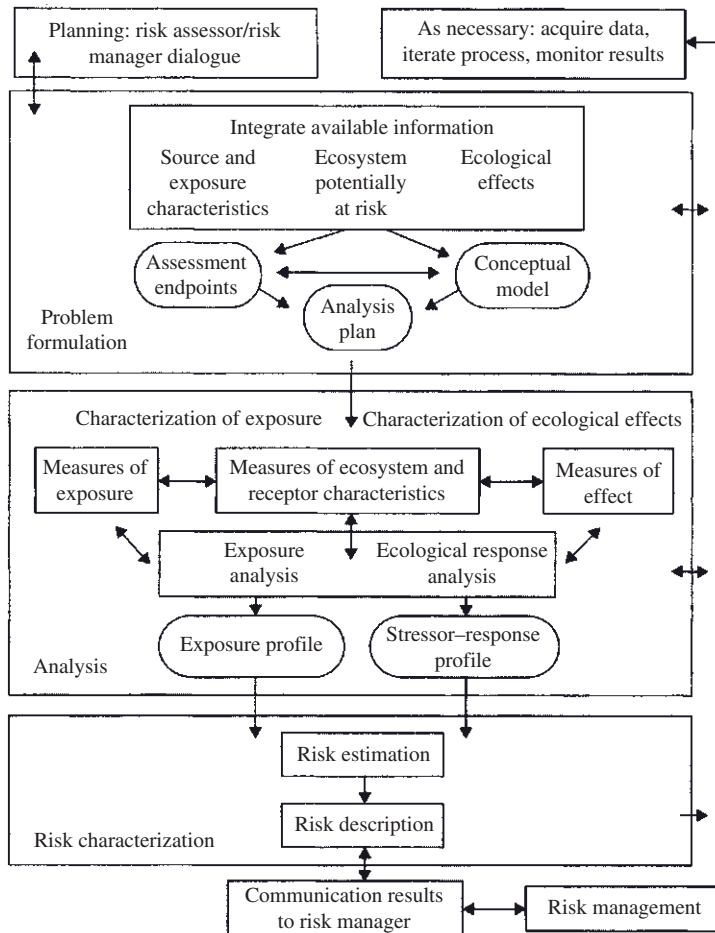 Planning: risk assessor/risk
manager dialogue
As necessary: acquire data,
iterate process, monitor results
Integrate available information
Source and
exposure
characteristics
Ecosystem
potentially
at risk
Ecological
effects
Assessment
endpoints
Conceptual
model
Analysis
plan
Problem
formulation
Characterization of exposure
Characterization of ecological effects
Measures of
exposure
Measures of ecosystem and
receptor characteristics
Measures of
effect
Exposure
analysis
Ecological response
analysis
Exposure profile
Stressor–response
profile
Analysis
Risk estimation
Risk description
Risk characterization
Communication results
to risk manager
Risk management